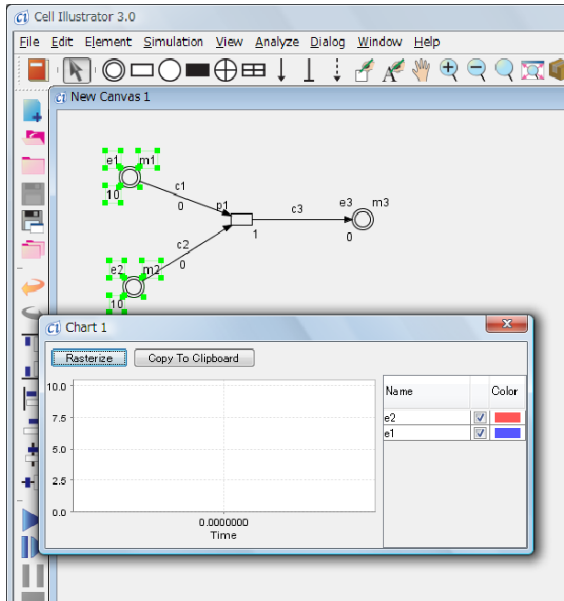 Cell Illustrator 3.0
File Edit Element Simulation View Analyze Dialog Window Help
New Canvas 1
e1 m1
10
c1
0
p1
1
c2
0
e2 m2
10
c3
e3 m3
0
Chart 1
Rasterize Copy To Clipboard
10.0
7.5
5.0
2.5
0.0
0.0000000
Time
Name Color
e2
e1